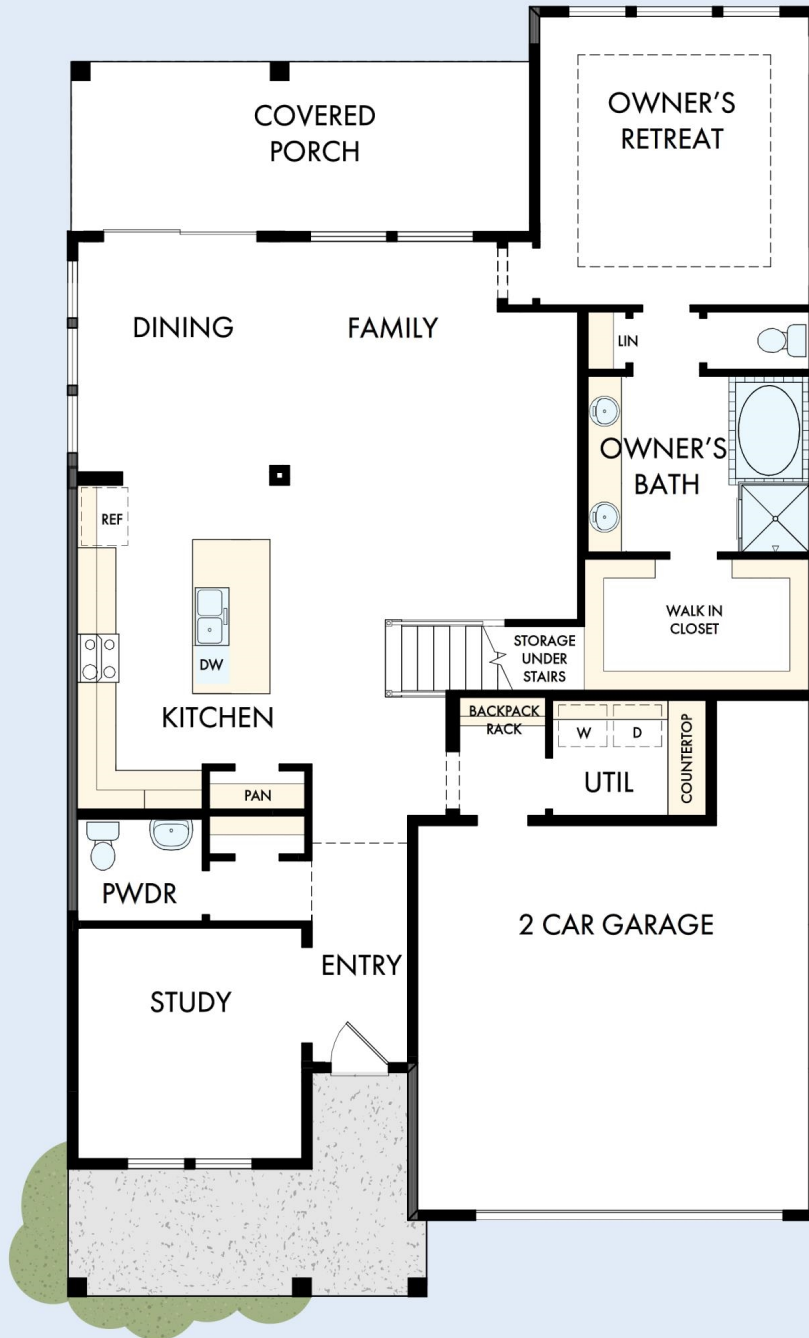 COVERED
PORCH
OWNER'S
RETREAT
DINING
FAMILY
LIN
OWNER'S
BATH
REF
DW
WALK IN
CLOSET
STORAGE
UNDER
STAIRS
KITCHEN
BACKPACK
RACK
W
D
COUNTERTOP
UTIL
PAN
PWDR
2 CAR GARAGE
ENTRY
STUDY